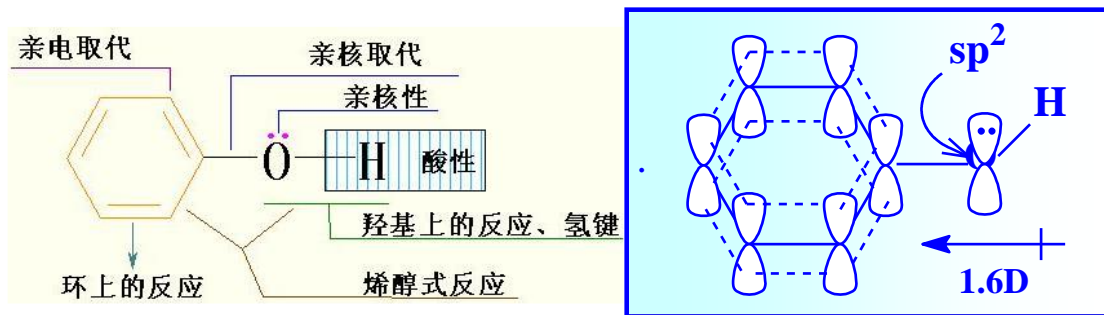 亲电取代
亲核取代
亲核性
O
H
酸性
羟基上的反应、氢键
环上的反应
烯醇式反应
sp²
H
1.6D